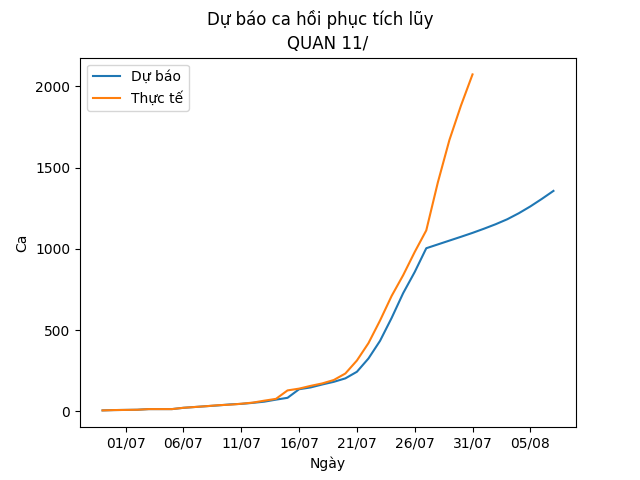 Dự báo ca hồi phục tích lũy
QUAN 11/
Dự báo
Thực tế
2000
1500
1000
500
0
Ca
01/07 06/07 11/07 16/07 21/07 26/07 31/07 05/08
Ngày